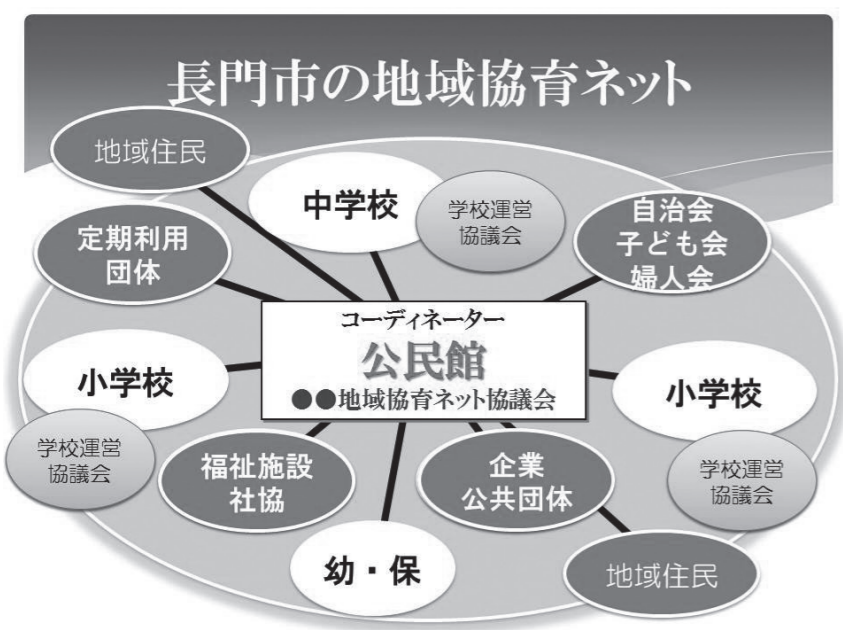 長門市の地域協育ネット
地域住民
中学校
学校運営
協議会
自治会
子ども会
婦人会
定期利用
団体
コーディネーター
公民館
●●地域協育ネット協議会
小学校
学校運営
協議会
小学校
学校運営
協議会
福祉施設
社協
企業
公共団体
幼・保
地域住民